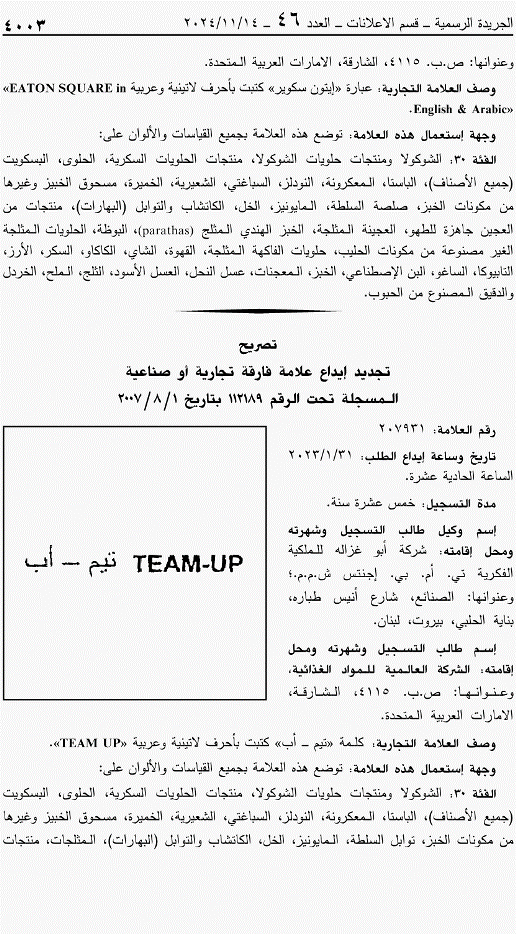 الجريدة الرسمية ــ قسم الاعلانات ــ العدد ٤٦ ــ ٢٠٢٤/١١/١٤
٤٠٠٣
وعنوانها: ص.ب. ٤١١٥، الشارقة، الامارات العربية المتحدة.
وصف العلامة التجارية: عبارة «إيتون سكوير» كتبت بأحرف لاتينية وعربية «EATON SQUARE in
English & Arabic».
وجهة إستعمال هذه العلامة: توضع هذه العلامة بجميع القياسات والألوان على:
الفئة ٣٠: الشوكولا ومنتجات حلويات الشوكولا، منتجات الحلويات السكرية، الحلوى، البسكويت
(جميع الأصناف)، الباستا، المعكرونة، النودلز، السباغتي، الشعيرية، الخميرة، مسحوق الخبيز وغيرها
من مكونات الخبز، صلصة السلطة، المايونيز، الخل، الكاتشاب والتوابل (البهارات)، منتجات من
العجين جاهزة للطهو، العجينة المثلجة، الخبز الهندي المثلج (parathas)، البوظة، الحلويات المثلجة
الغير مصنوعة من مكونات الحليب، حلويات الفاكهة المثلجة، القهوة، الشاي، الكاكاو، السكر، الأرز،
التابيوكا، الساغو، البن الإصطناعي، الخبز، المعجنات، عسل النحل، العسل الأسود، الثلج، الملح، الخردل
والدقيق المصنوع من الحبوب.
تصريح
تجديد إيداع علامة فارقة تجارية أو صناعية
المسجلة تحت الرقم ١١٢١٨٩ بتاريخ ٢٠٠٧/٨/١
رقم العلامة: ٢٠٧٩٣١
تاريخ وساعة إيداع الطلب: ٢٠٢٣/١/٣١
الساعة الحادية عشرة.
مدة التسجيل: خمس عشرة سنة.
إسم وكيل طالب التسجيل وشهرته
ومحل إقامته: شركة أبو غزاله للملكية
الفكرية تي. أم. بي. إجنتس ش.م.م.؛
وعنوانها: الصنائع، شارع أنيس طباره،
بناية الحلبي، بيروت، لبنان.
إسم طالب التسجيل وشهرته ومحل
إقامته: الشركة العالمية للمواد الغذائية،
وعنوانها: ص.ب. ٤١١٥، الشارقة،
الامارات العربية المتحدة.
TEAM-UP تيم – أب
وصف العلامة التجارية: كلمة «تيم ــ أب» كتبت بأحرف لاتينية وعربية «TEAM UP».
وجهة إستعمال هذه العلامة: توضع هذه العلامة بجميع القياسات والألوان على:
الفئة ٣٠: الشوكولا ومنتجات حلويات الشوكولا، منتجات الحلويات السكرية، الحلوى، البسكويت
(جميع الأصناف)، الباستا، المعكرونة، النودلز، السباغتي، الشعيرية، الخميرة، مسحوق الخبيز وغيرها
من مكونات الخبز، توابل السلطة، المايونيز، الخل، الكاتشاب والتوابل (البهارات)، المثلجات، منتجات